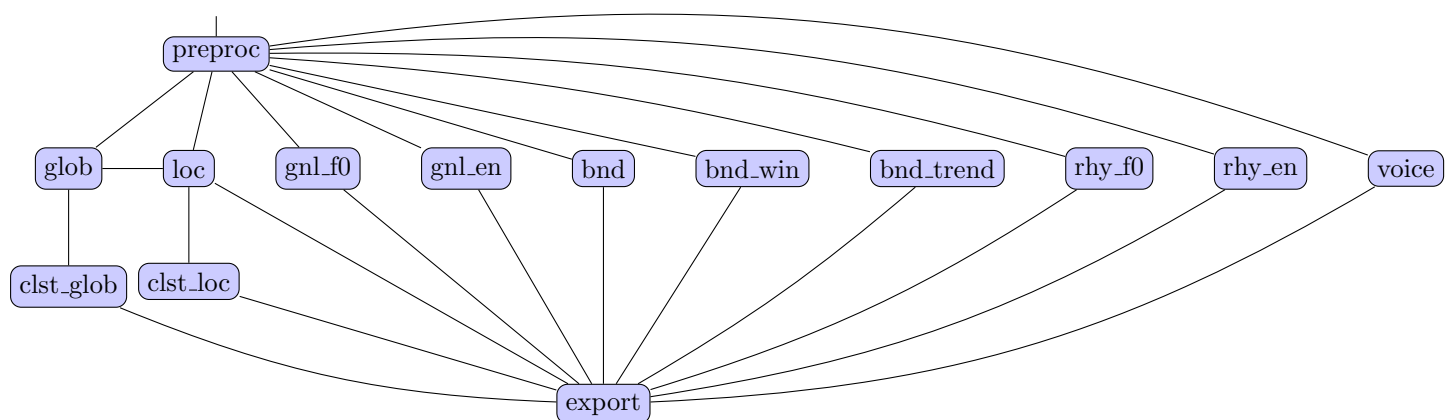 preproc
glob
loc
gnl_f0
gnl_en
bnd
bnd_win
bnd_trend
rhy_f0
rhy_en
voice
clst_glob
clst_loc
export